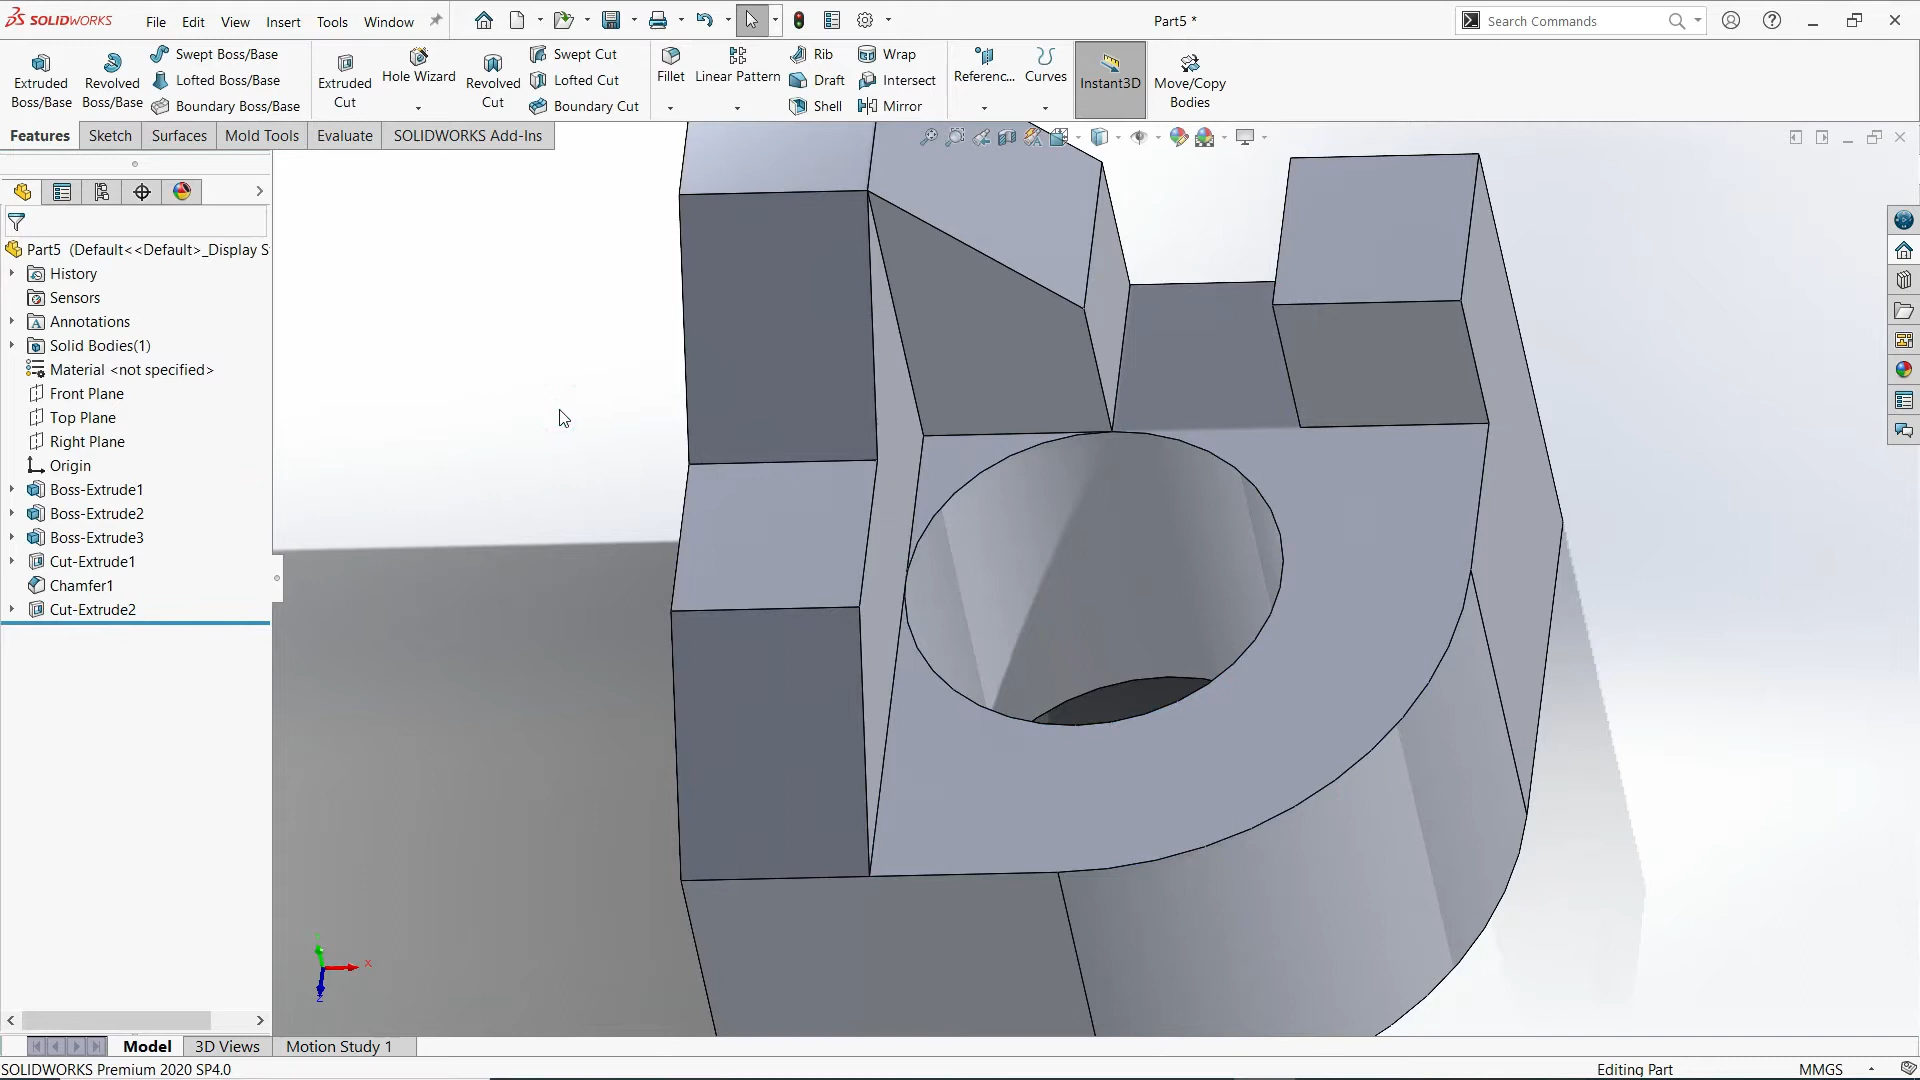 SOLIDWORKS File Edit View Insert Tools Window Part5 * Search Commands
Extruded Boss/Base
Revolved Boss/Base
Swept Boss/Base
Lofted Boss/Base
Boundary Boss/Base
Extruded Cut
Hole Wizard
Revolved Cut
Swept Cut
Lofted Cut
Boundary Cut
Fillet
Linear Pattern
Rib
Draft
Shell
Wrap
Intersect
Mirror
Referenc...
Curves
Instant3D
Move/Copy Bodies
Features Sketch Surfaces Mold Tools Evaluate SOLIDWORKS Add-Ins
Part5 (Default<<Default>_Display S
History
Sensors
Annotations
Solid Bodies(1)
Material <not specified>
Front Plane
Top Plane
Right Plane
Origin
Boss-Extrude1
Boss-Extrude2
Boss-Extrude3
Cut-Extrude1
Chamfer1
Cut-Extrude2
X
Z
Model 3D Views Motion Study 1
SOLIDWORKS Premium 2020 SP4.0 Editing Part MMGS